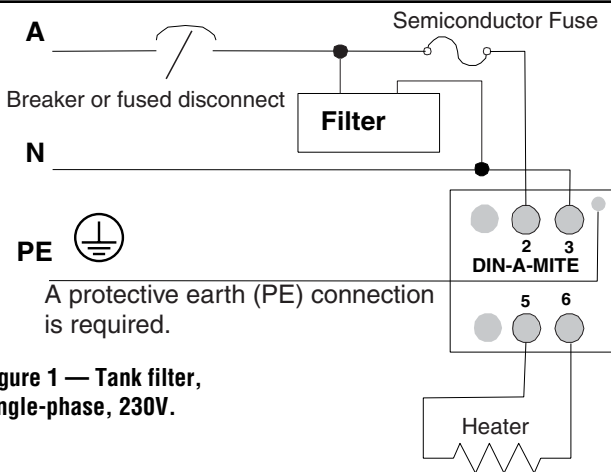 A
Semiconductor Fuse
Breaker or fused disconnect
Filter
N
2 3
DIN-A-MITE
PE
A protective earth (PE) connection
is required.
5 6
gure 1 — Tank filter,
ngle-phase, 230V.
Heater